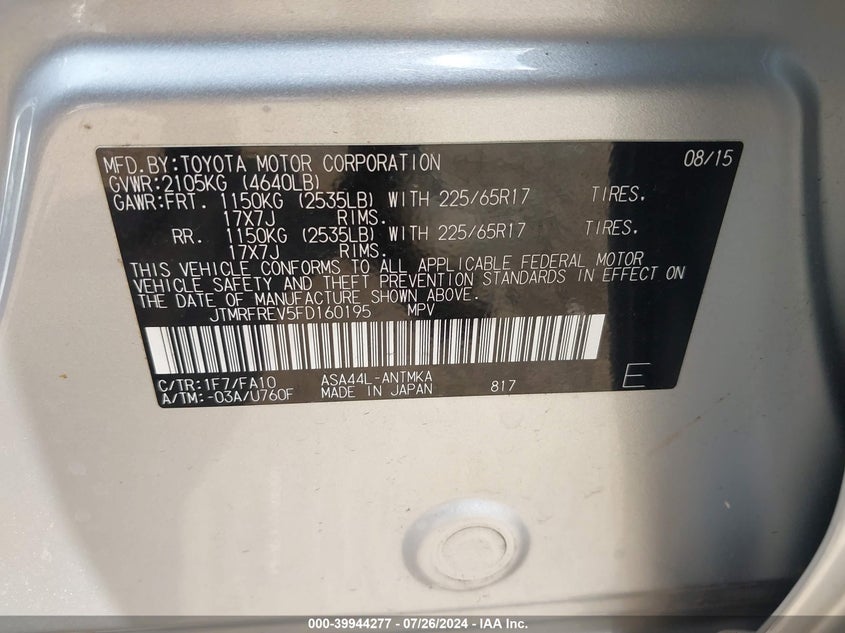 MFD.BY:TOYOTA MOTOR CORPORATION 08/15
GVWR:2105KG (4640LB)
GAWR:FRT. 1150KG (2535LB) WITH 225/65R17 TIRES.
17X7J RIMS.
RR. 1150KG (2535LB) WITH 225/65R17 TIRES.
17X7J RIMS.
THIS VEHICLE CONFORMS TO ALL APPLICABLE FEDERAL MOTOR
VEHICLE SAFETY AND THEFT PREVENTION STANDARDS IN EFFECT ON
THE DATE OF MANUFACTURE SHOWN ABOVE.
JTMRFREV5FD160195 MPV
C/TR:1F7/FA10 ASA44L-ANTMKA 817 E
A/TM:-03A/U760F MADE IN JAPAN
000-39944277 - 07/26/2024 - IAA Inc.